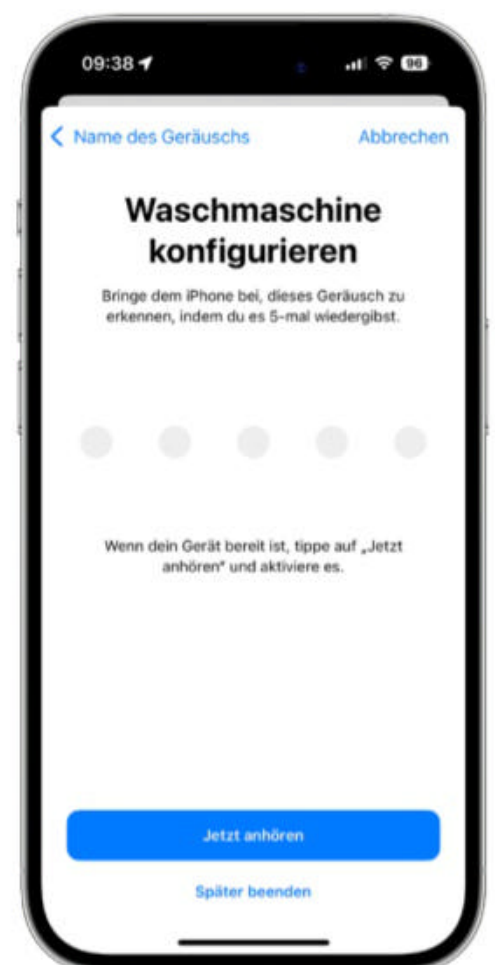 09:38
96
Name des Geräuschs
Abbrechen
Waschmaschine
konfigurieren
Bringe dem iPhone bei, dieses Geräusch zu
erkennen, indem du es 5-mal wiedergibst.
Wenn dein Gerät bereit ist, tippe auf „Jetzt
anhören“ und aktiviere es.
Jetzt anhören
Später beenden